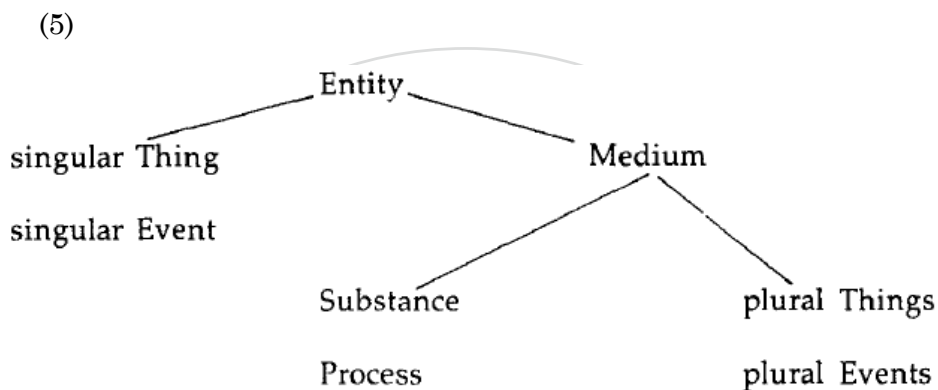 (5)
Entity
singular Thing
Medium
singular Event
Substance
plural Things
Process
plural Events